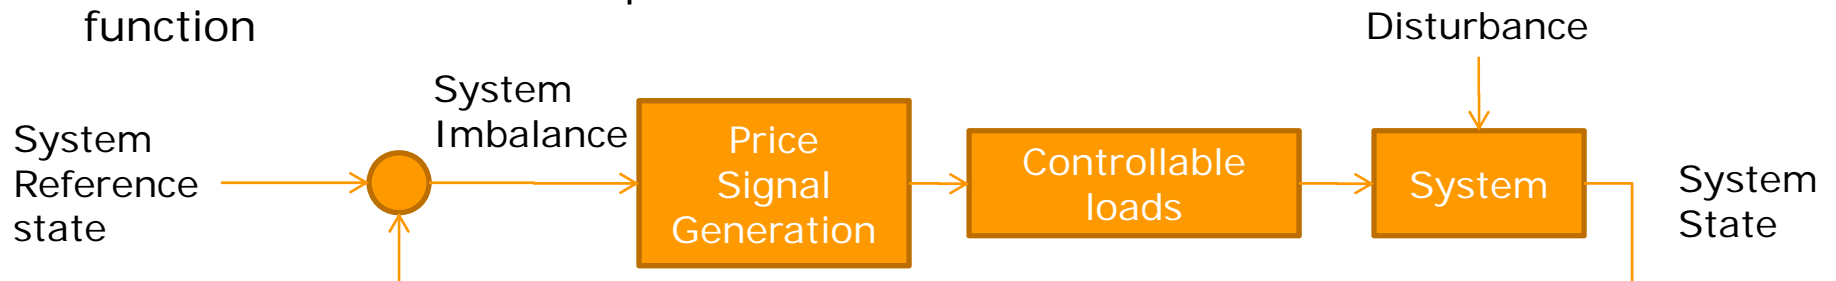 function
Disturbance
System
Imbalance
System
Reference
state
Price
Signal
Generation
Controllable
loads
System
System
State